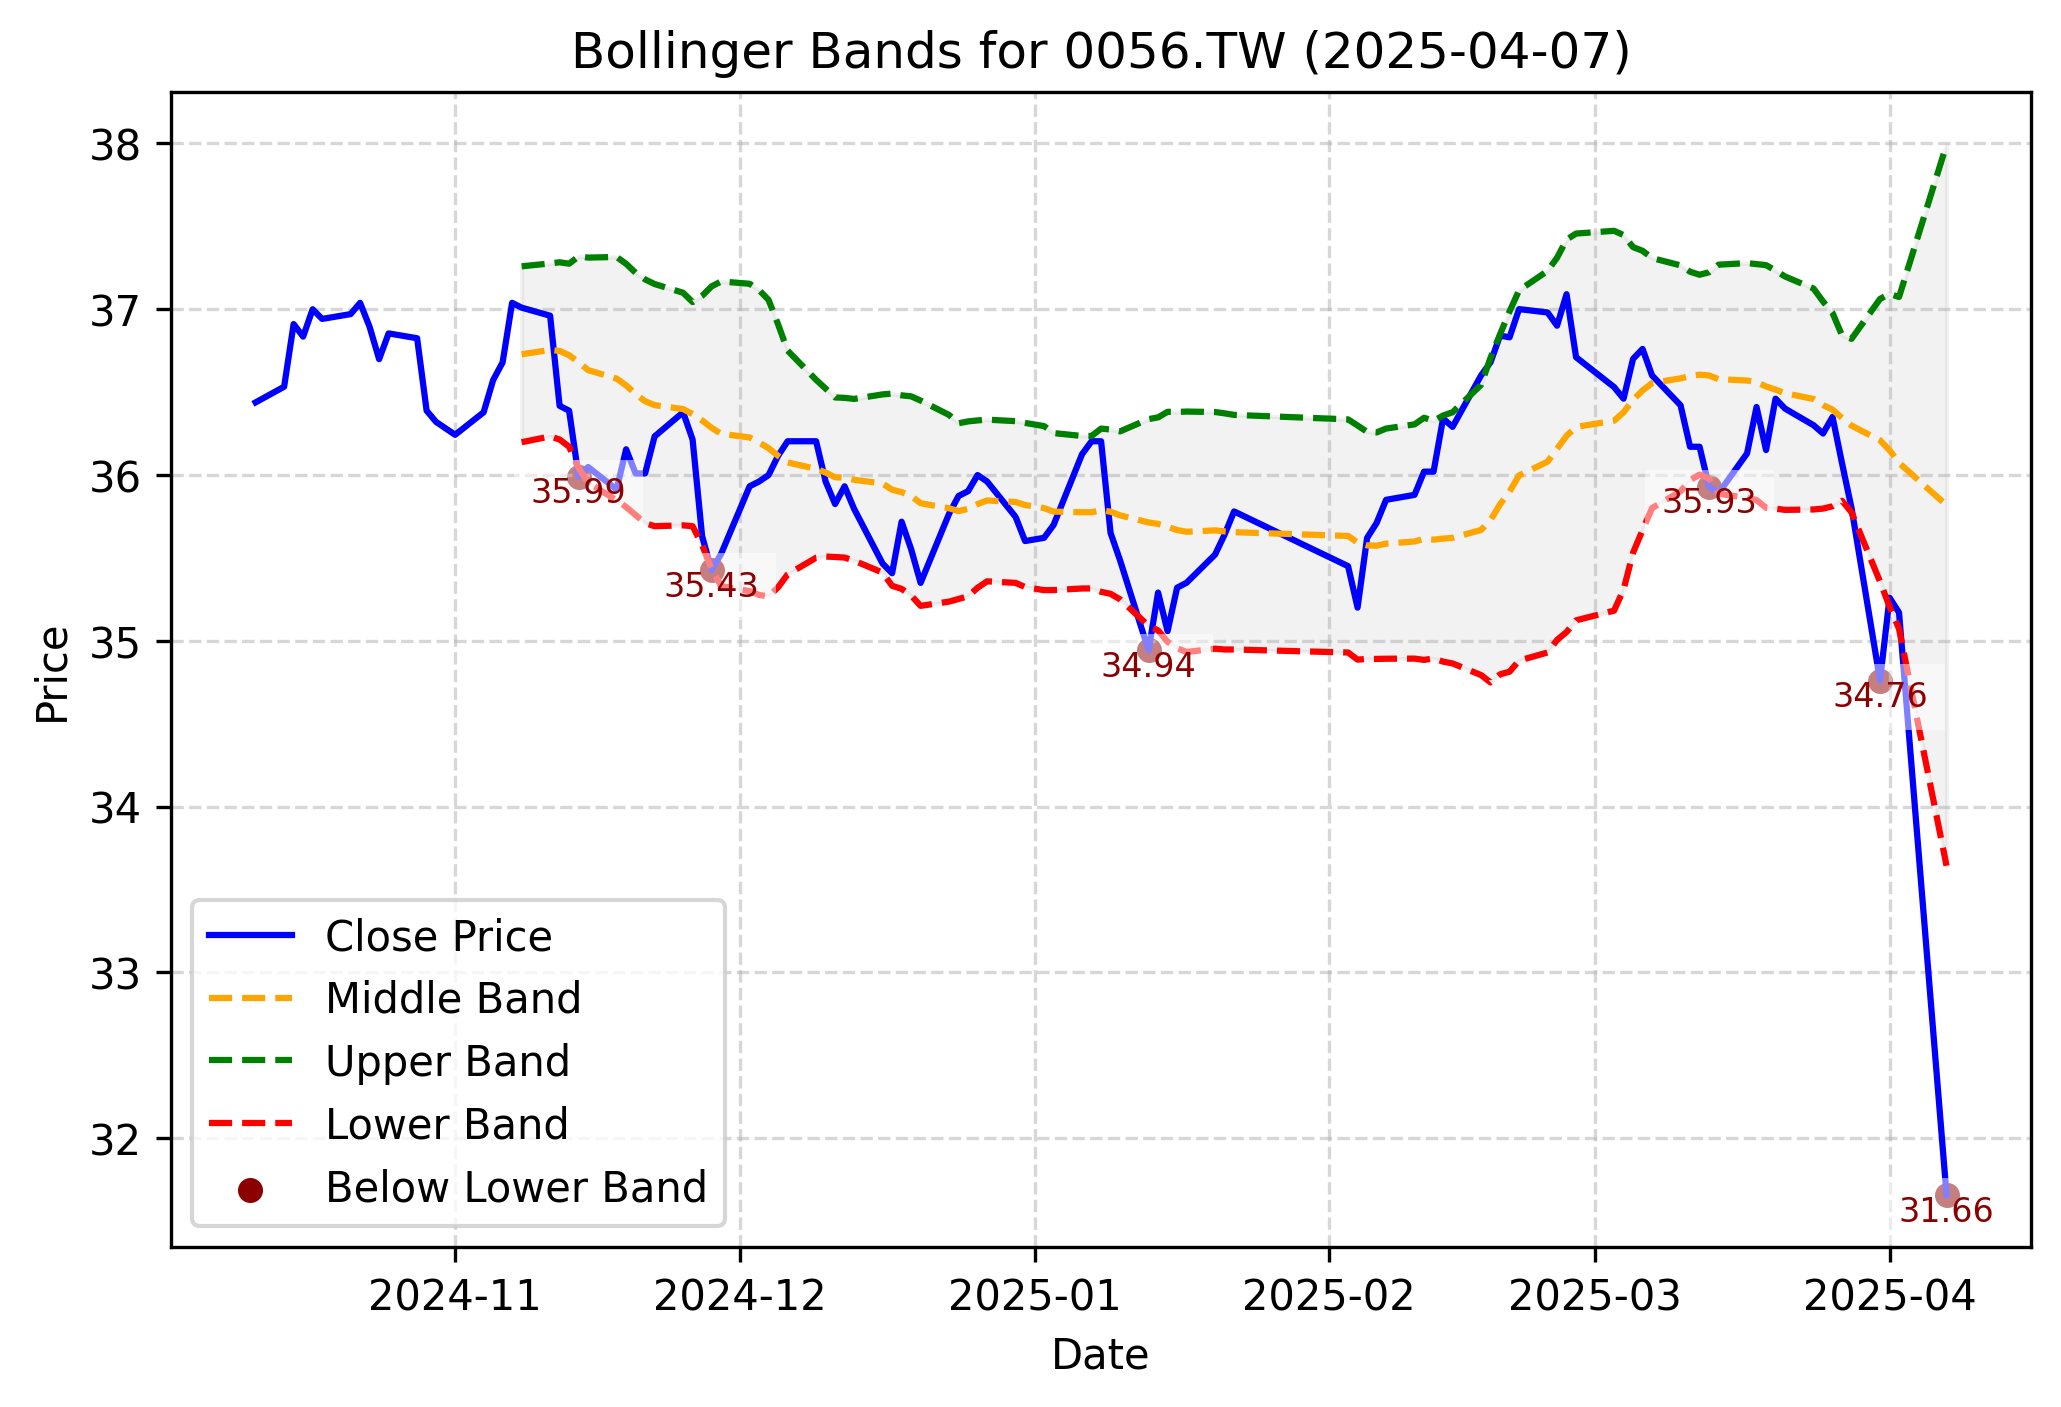 Bollinger Bands for 0056.TW (2025-04-07)
Price
38
37
36
35
34
33
32
35.99
35.43
34.94
35.93
34.76
31.66
Close Price
Middle Band
Upper Band
Lower Band
Below Lower Band
2024-11
2024-12
2025-01
2025-02
2025-03
2025-04
Date